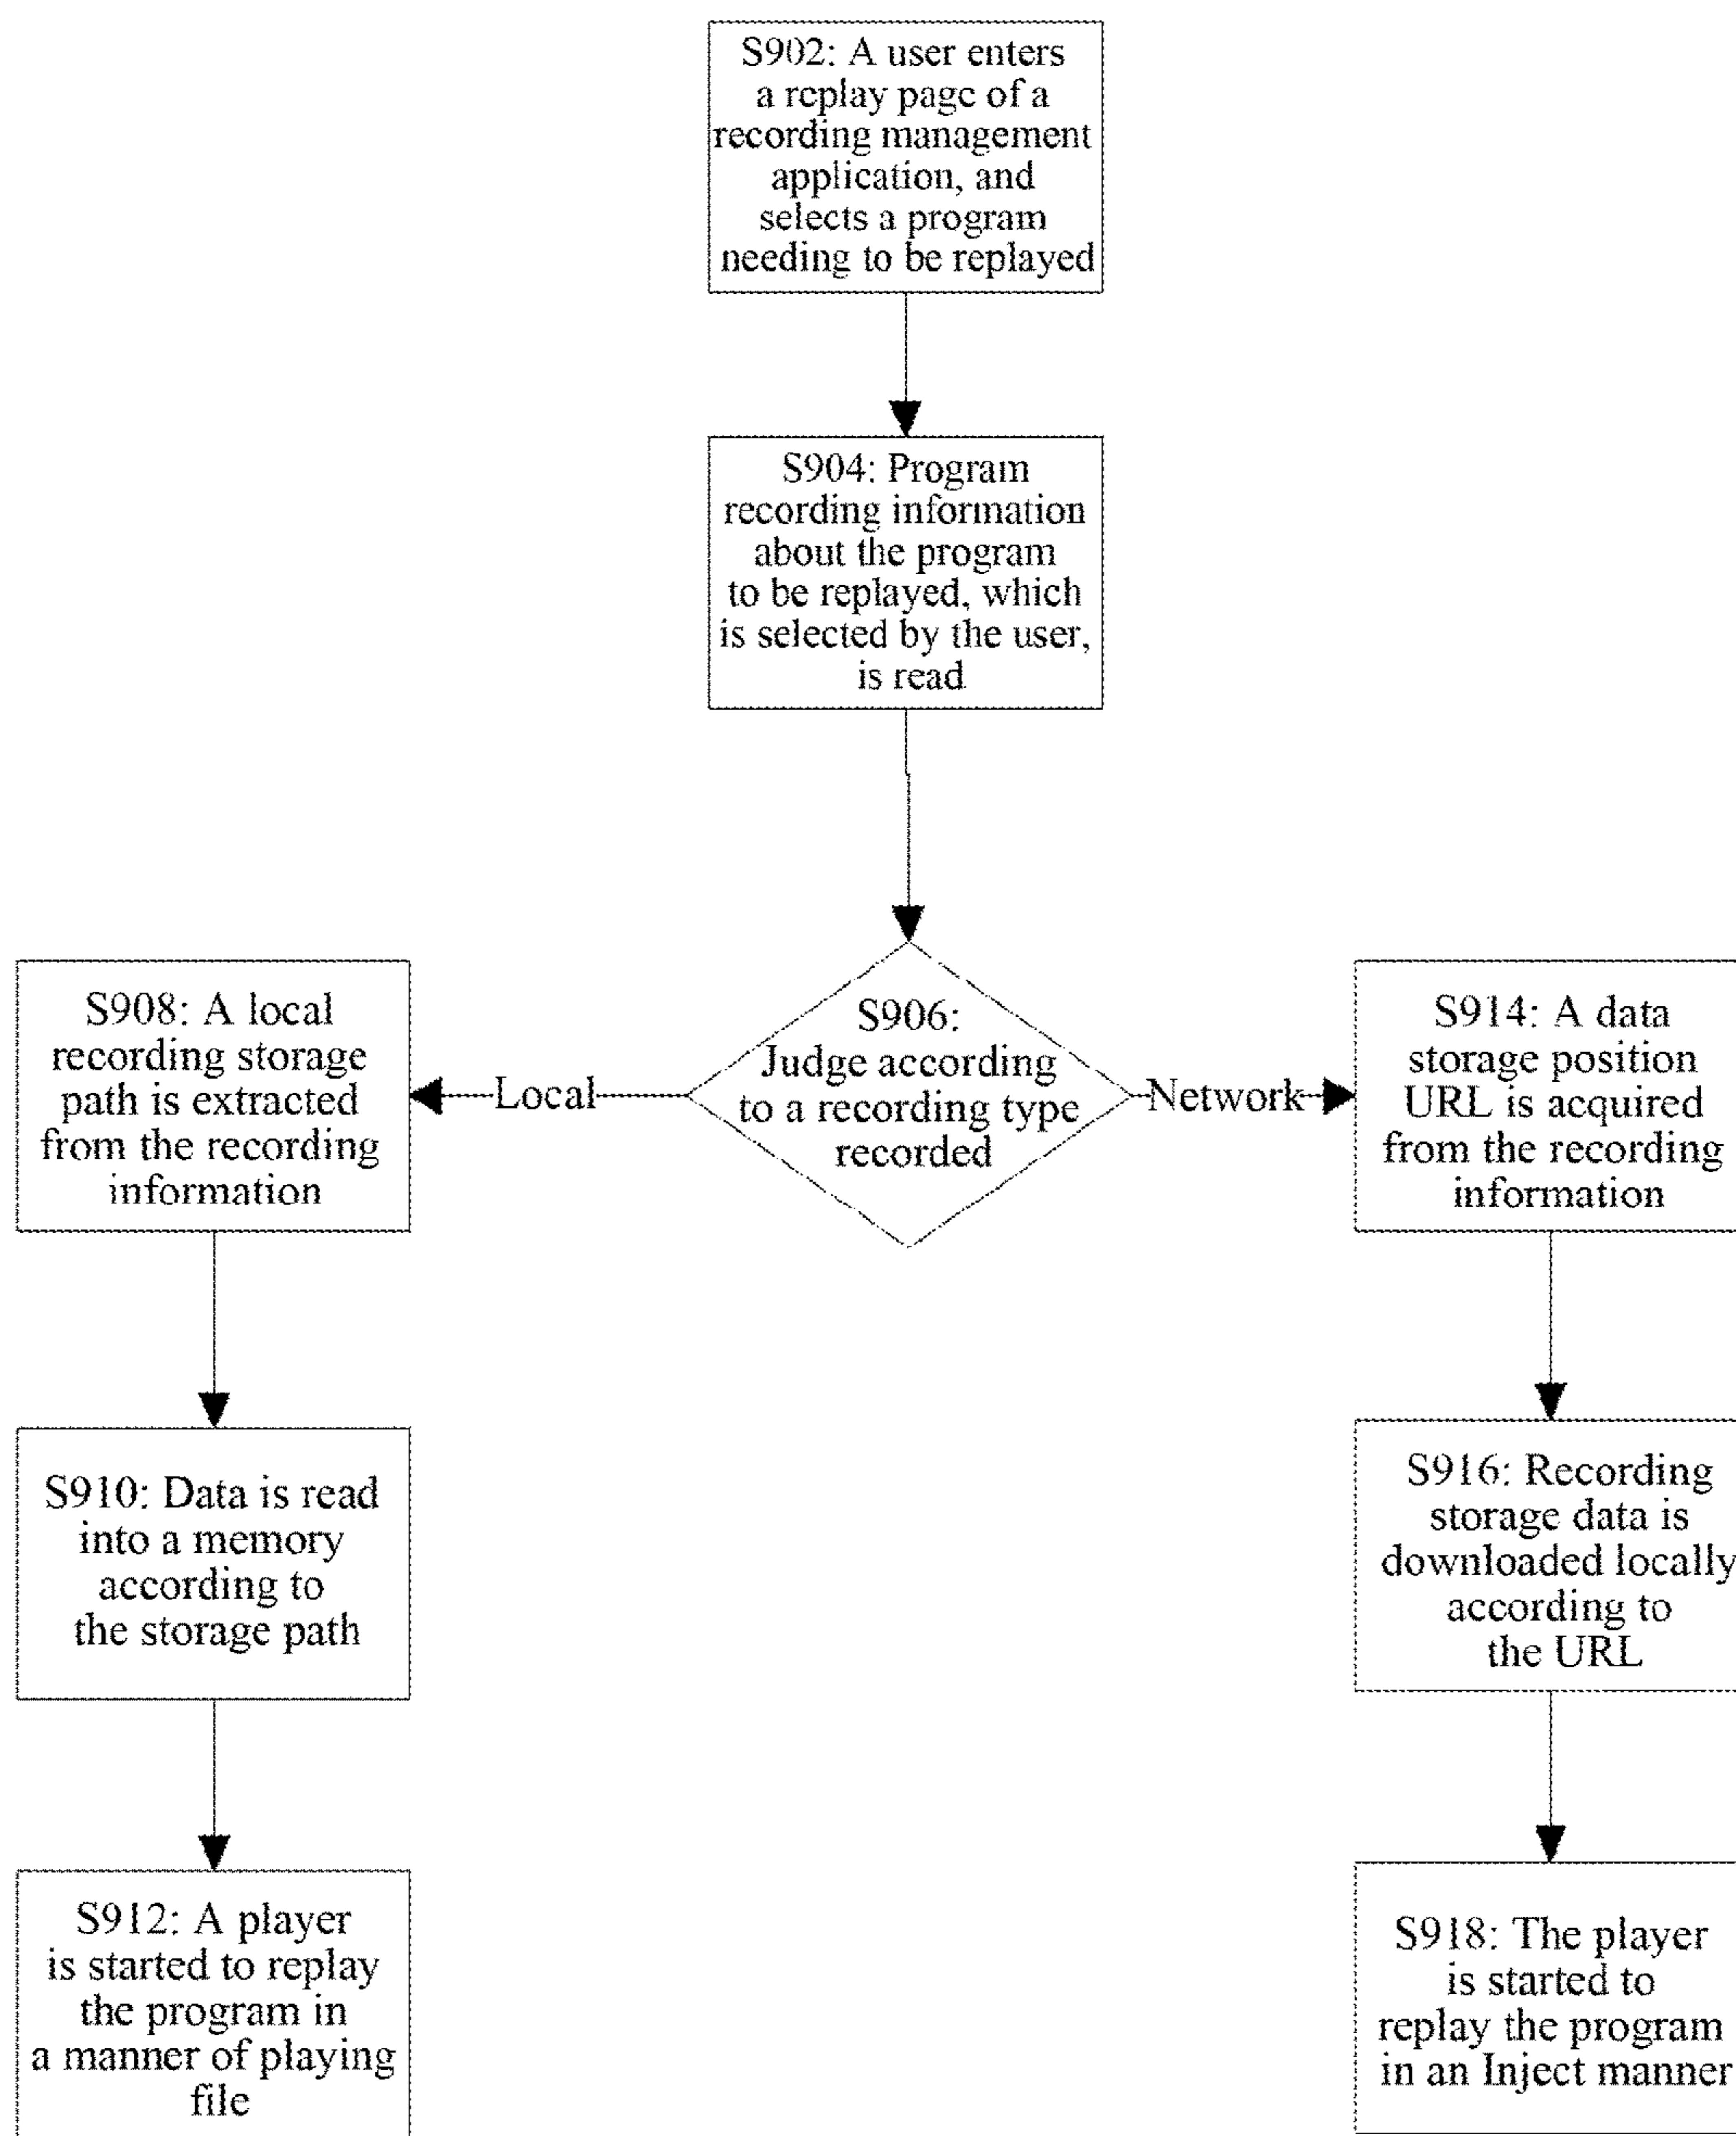 S902: A user enters
a replay page of a
recording management
application, and
selects a program
needing to be replayed
S904: Program
recording information
about the program
to be replayed, which
is selected by the user,
is read
S906:
Judge according
to a recording type
recorded
Local
Network
S908: A local
recording storage
path is extracted
from the recording
information
S910: Data is read
into a memory
according to
the storage path
S912: A player
is started to replay
the program in
a manner of playing
file
S914: A data
storage position
URL is acquired
from the recording
information
S916: Recording
storage data is
downloaded locally
according to
the URL
S918: The player
is started to
replay the program
in an Inject manner